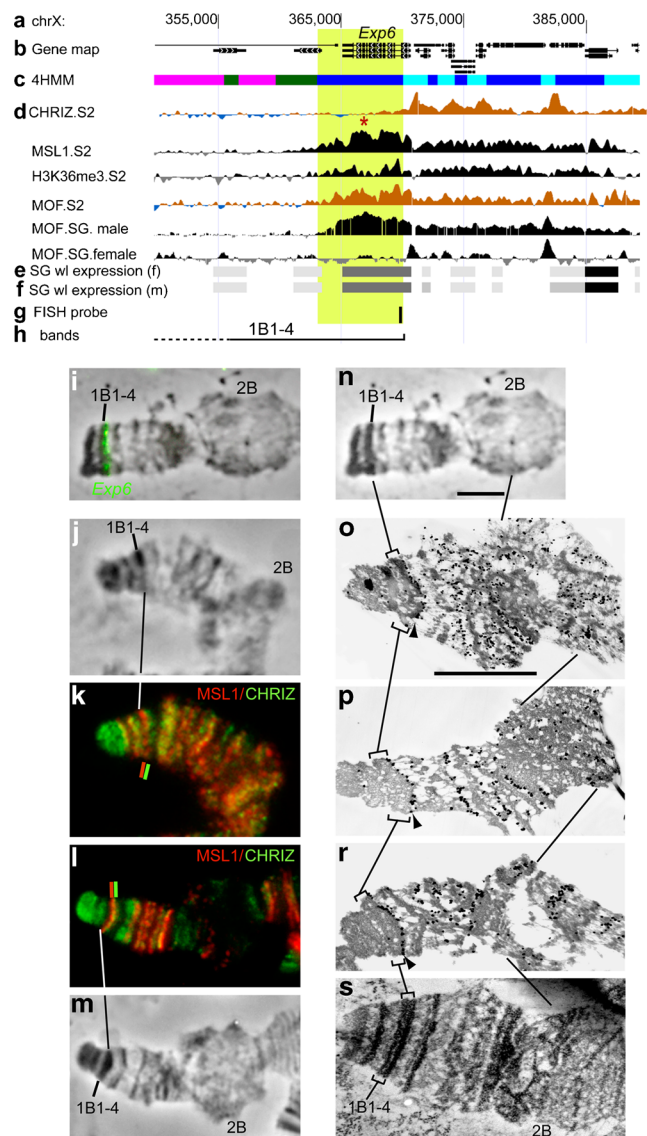 a chrX: 355,000 365,000 375,000 385,000
Exp6
b Gene map
c 4HMM
d CHRIZ.S2
*
MSL1.S2
H3K36me3.S2
MOF.S2
MOF.SG. male
MOF.SG.female
e SG wl expression (f)
f SG wl expression (m)
g FISH probe
h bands 1B1-4
i 1B1-4 2B
Exp6
n 1B1-4 2B
j 1B1-4 2B
o
k MSL1/CHRIZ
p
l MSL1/CHRIZ
r
m 1B1-4 2B
s 1B1-4 2B